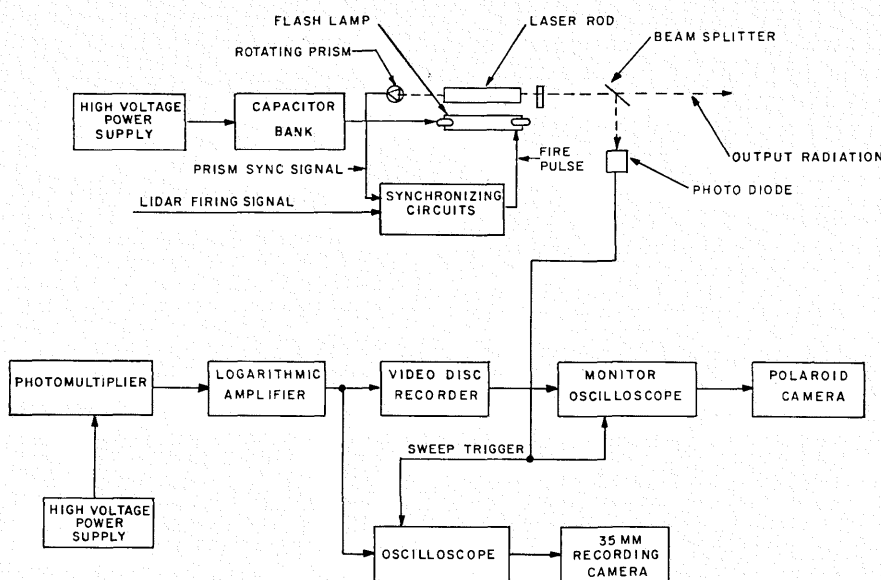 FLASH LAMP
LASER ROD
BEAM SPLITTER
ROTATING PRISM
HIGH VOLTAGE
POWER
SUPPLY
CAPACITOR
BANK
PRISM SYNC SIGNAL
FIRE
PULSE
OUTPUT RADIATION
PHOTO DIODE
LIDAR FIRING SIGNAL
SYNCHRONIZING
CIRCUITS
PHOTOMULTIPLIER
LOGARITHMIC
AMPLIFIER
VIDEO DISC
RECORDER
MONITOR
OSCILLOSCOPE
POLAROID
CAMERA
SWEEP TRIGGER
HIGH VOLTAGE
POWER
SUPPLY
OSCILLOSCOPE
35 MM
RECORDING
CAMERA